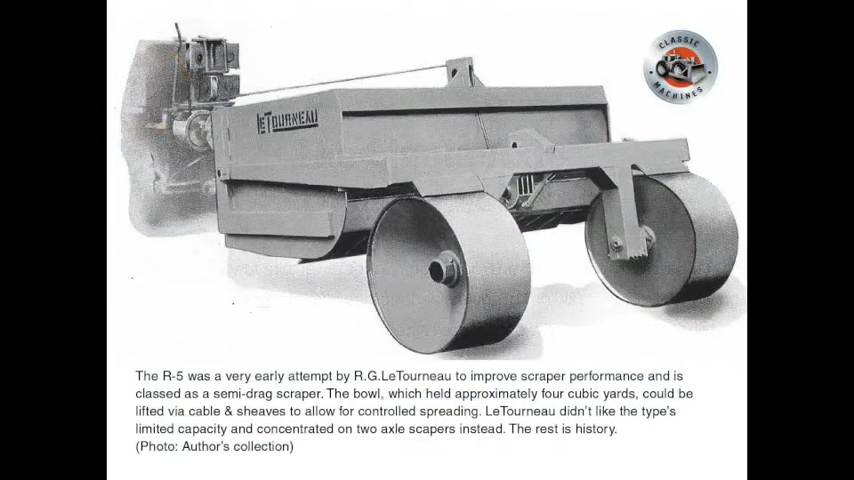 CLASSIC
MACHINES
LETOURNEAU
The R-5 was a very early attempt by R.G.LeTourneau to improve scraper performance and is
classed as a semi-drag scraper. The bowl, which held approximately four cubic yards, could be
lifted via cable & sheaves to allow for controlled spreading. LeTourneau didn't like the type's
limited capacity and concentrated on two axle scapers instead. The rest is history.
(Photo: Author's collection)